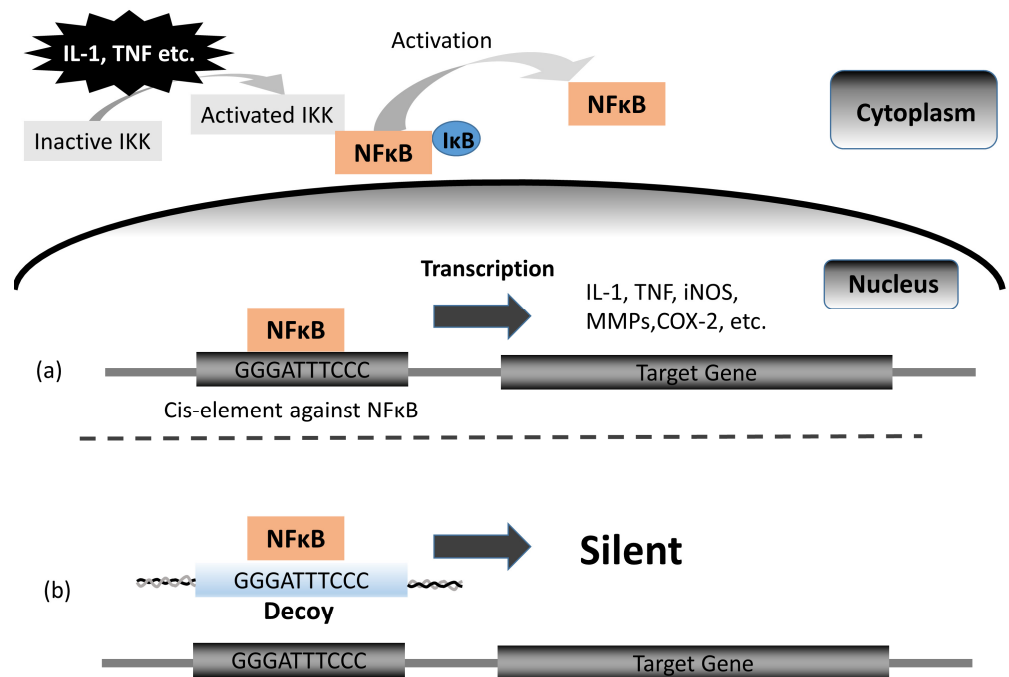 IL-1, TNF etc.
Activation
Inactive IKK
Activated IKK
NFκB
IκB
NFκB
Cytoplasm
Transcription
Nucleus
IL-1, TNF, iNOS,
MMPs,COX-2, etc.
NFκB
(a)
GGGATTTCCC
Target Gene
Cis-element against NFκB
NFκB
Silent
(b)
GGGATTTCCC
Decoy
GGGATTTCCC
Target Gene